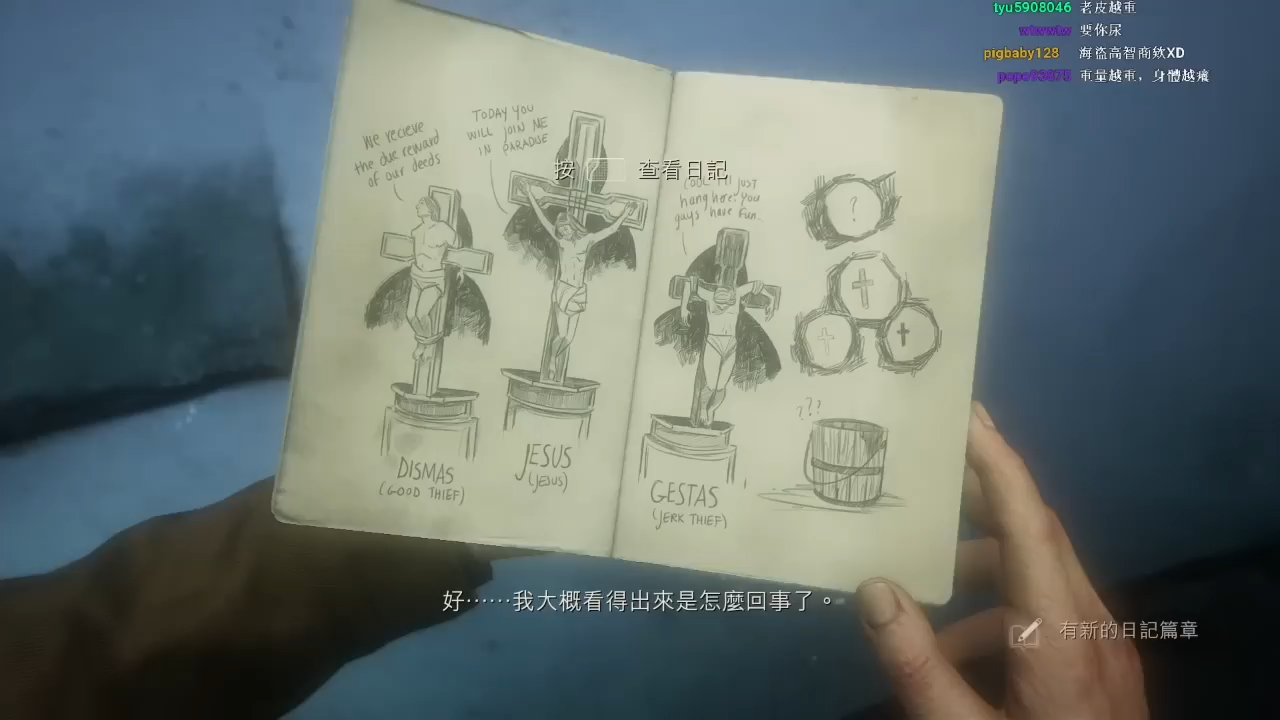 tyu5908046 老皮越重
wtwwtw 要你尿
pigbaby128 海盜高智商欸XD
重量越重，身體越癢
WE RECIEVE
the due reward
of our deeds
TODAY YOU
WILL JOIN ME
IN PARADISE
按 查看日記
I'll JUST
hang here. You
guys have fun..
?
DISMAS
(GOOD THIEF)
JESUS
(JESUS)
GESTAS
(JERK THIEF)
???
好……我大概看得出來是怎麼回事了。
有新的日記篇章